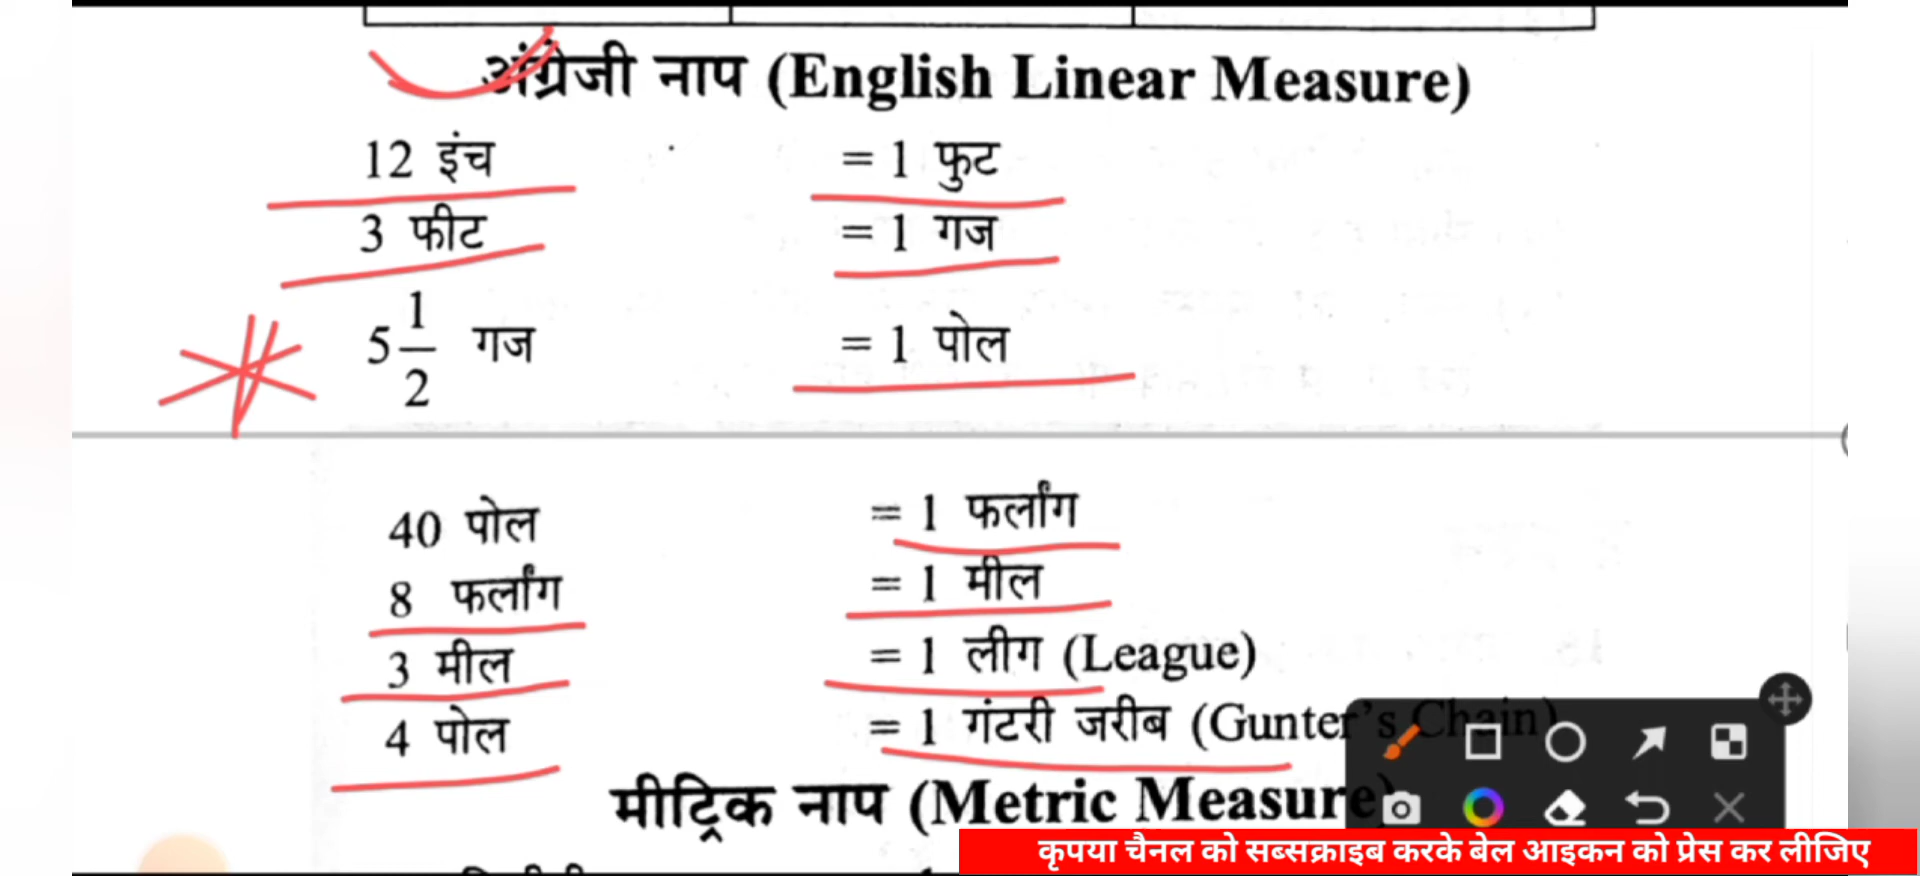 अंग्रेजी नाप (English Linear Measure)
12 इंच = 1 फुट
3 फीट = 1 गज
5 1/2 गज = 1 पोल
40 पोल = 1 फर्लांग
8 फर्लांग = 1 मील
3 मील = 1 लीग (League)
4 पोल = 1 गंटरी जरीब (Gunter's Chain)
मीट्रिक नाप (Metric Measure)
कृपया चैनल को सब्सक्राइब करके बेल आइकन को प्रेस कर लीजिए